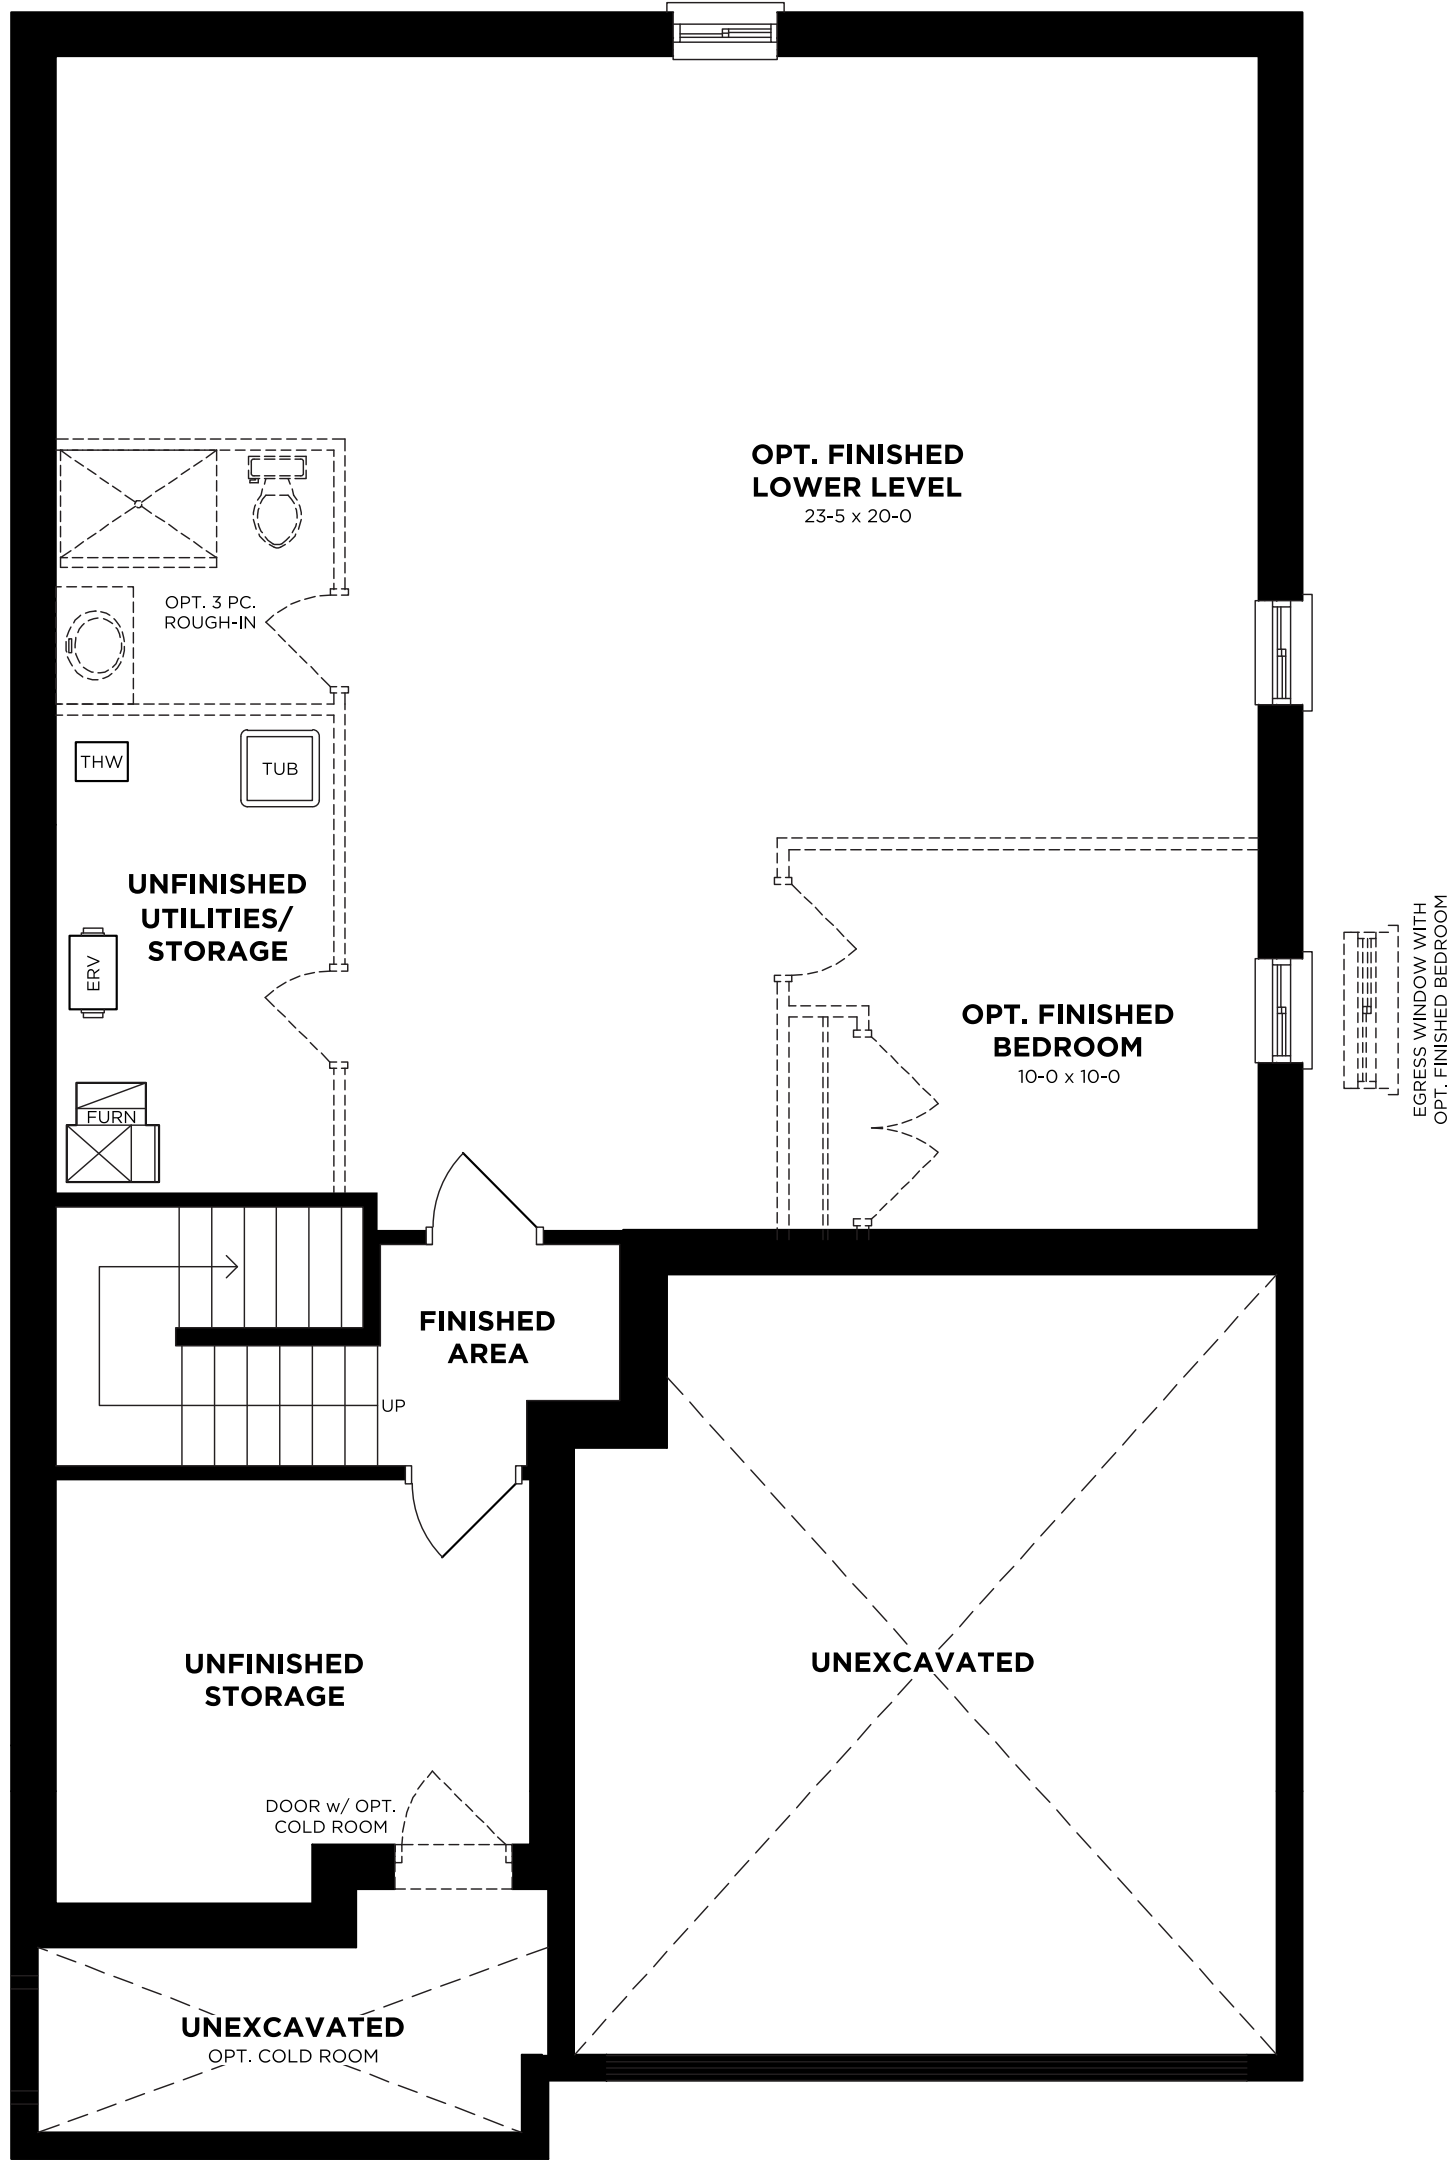 OPT. FINISHED
LOWER LEVEL
23-5 x 20-0
OPT. 3 PC.
ROUGH-IN
THW
TUB
UNFINISHED
UTILITIES/
STORAGE
ERV
FURN
OPT. FINISHED
BEDROOM
10-0 x 10-0
EGRESS WINDOW WITH
OPT. FINISHED BEDROOM
FINISHED
AREA
UP
UNFINISHED
STORAGE
UNEXCAVATED
DOOR w/ OPT.
COLD ROOM
UNEXCAVATED
OPT. COLD ROOM